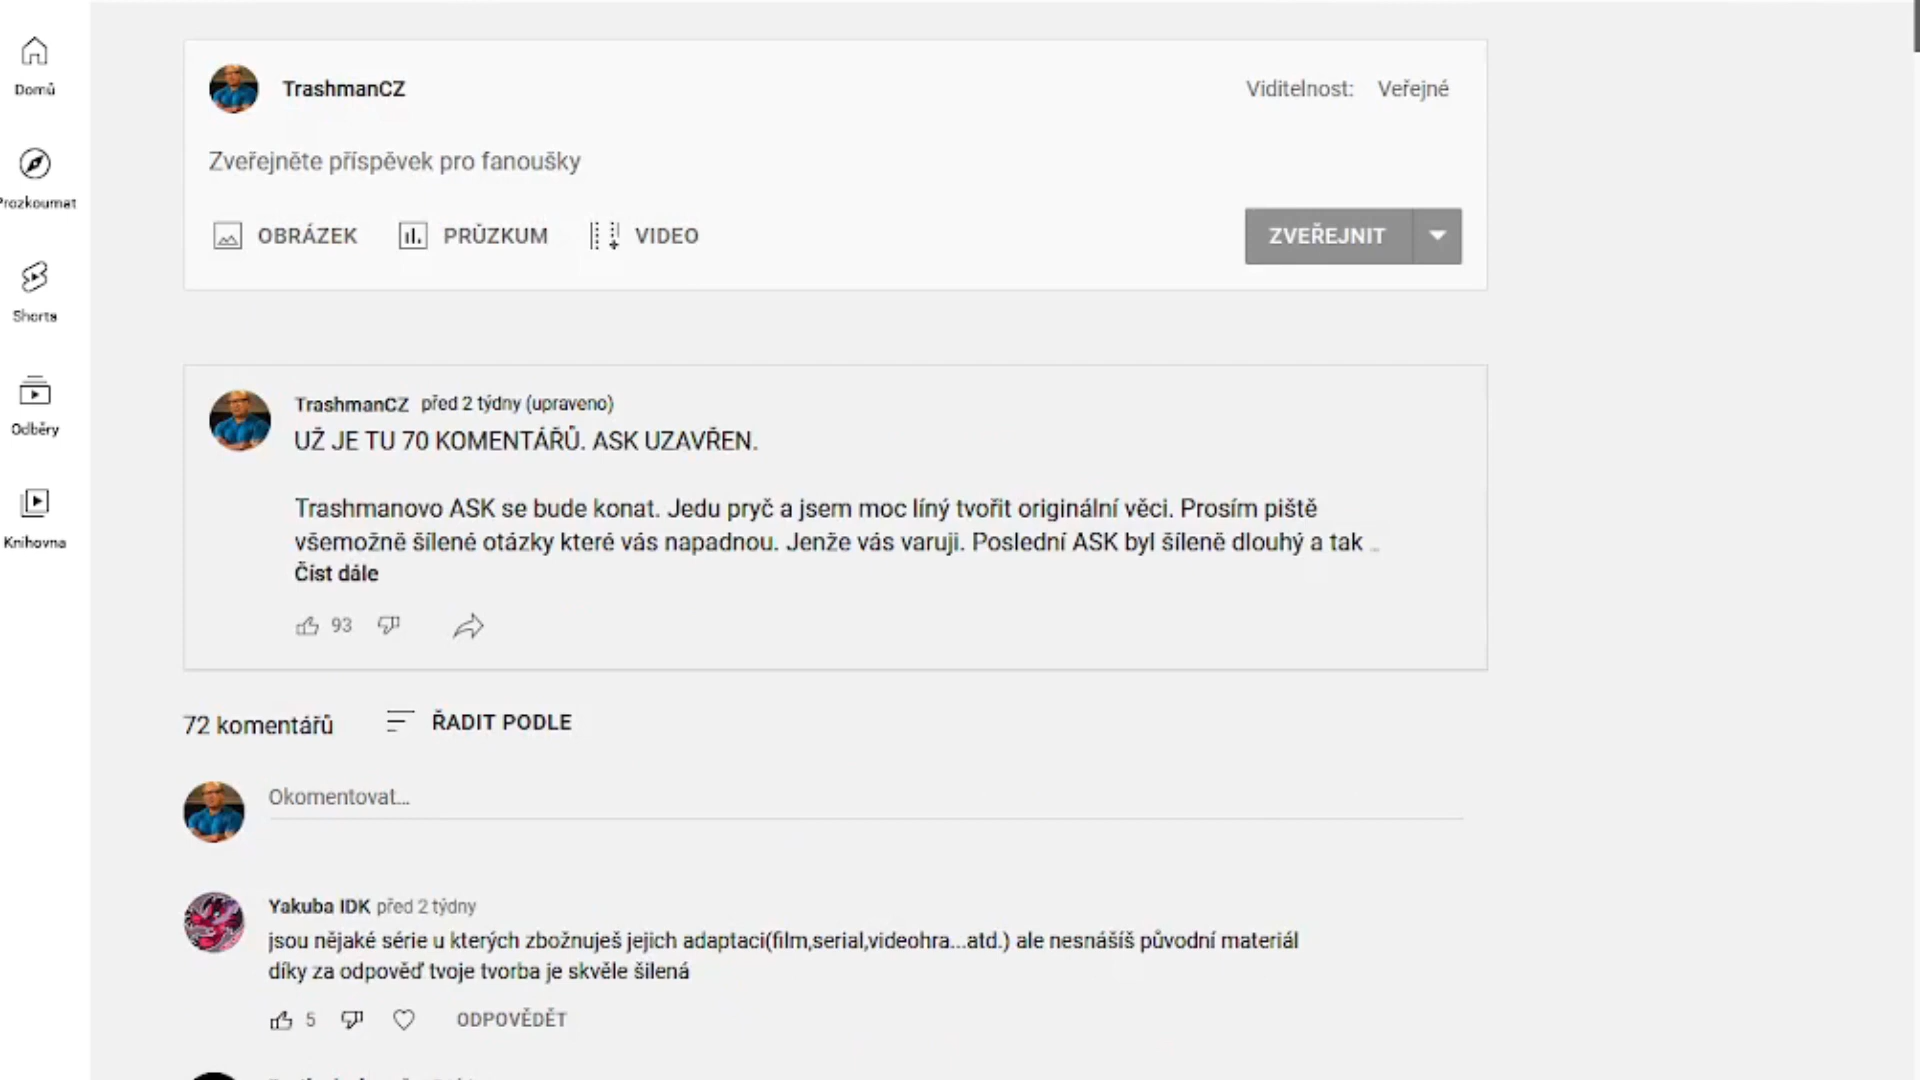 Domů
Prozkoumat
Shorts
Odběry
Knihovna
TrashmanCZ
Viditelnost: Veřejné
Zveřejněte příspěvek pro fanoušky
OBRÁZEK
PRŮZKUM
VIDEO
ZVEŘEJNIT
TrashmanCZ před 2 týdny (upraveno)
UŽ JE TU 70 KOMENTÁŘŮ. ASK UZAVŘEN.
Trashmanovo ASK se bude konat. Jedu pryč a jsem moc líný tvořit originální věci. Prosím piště
všemožně šílené otázky které vás napadnou. Jenže vás varuji. Poslední ASK byl šíleně dlouhý a tak ...
Číst dále
93
72 komentářů
ŘADIT PODLE
Okomentovat...
Yakuba IDK před 2 týdny
jsou nějaké série u kterých zbožnuješ jejich adaptaci(film,serial,videohra...atd.) ale nesnášíš původní materiál
díky za odpověď tvoje tvorba je skvěle šilená
5
ODPOVĚDĚT